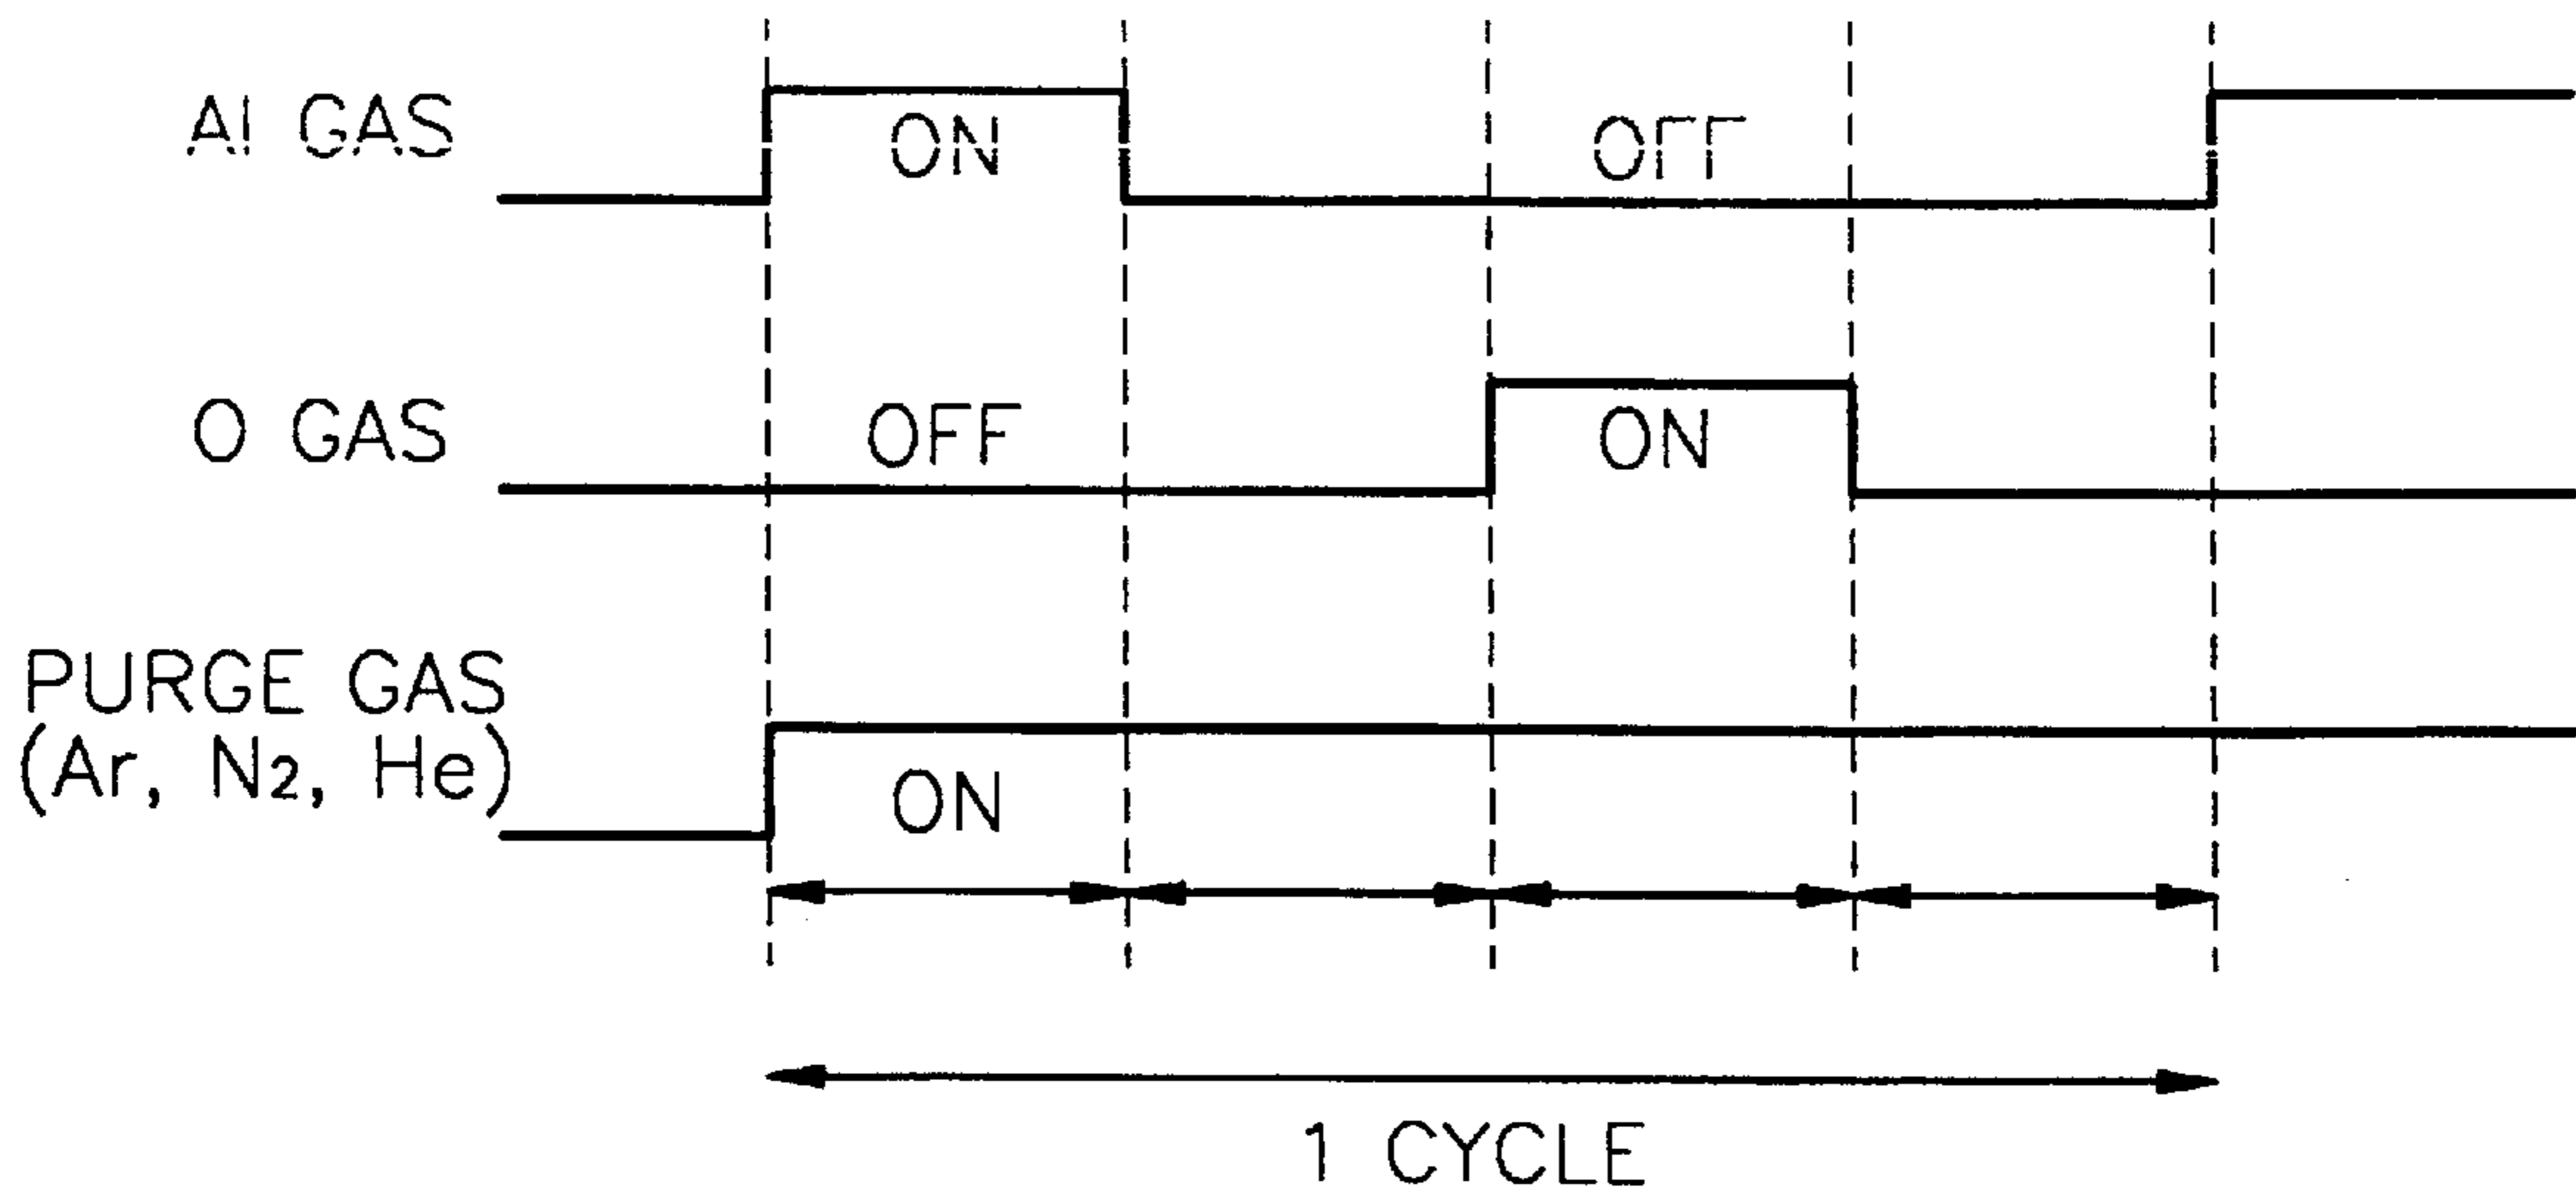 Al GAS
ON
OFF
O GAS
OFF
ON
PURGE GAS
(Ar, N2, He)
ON
1 CYCLE